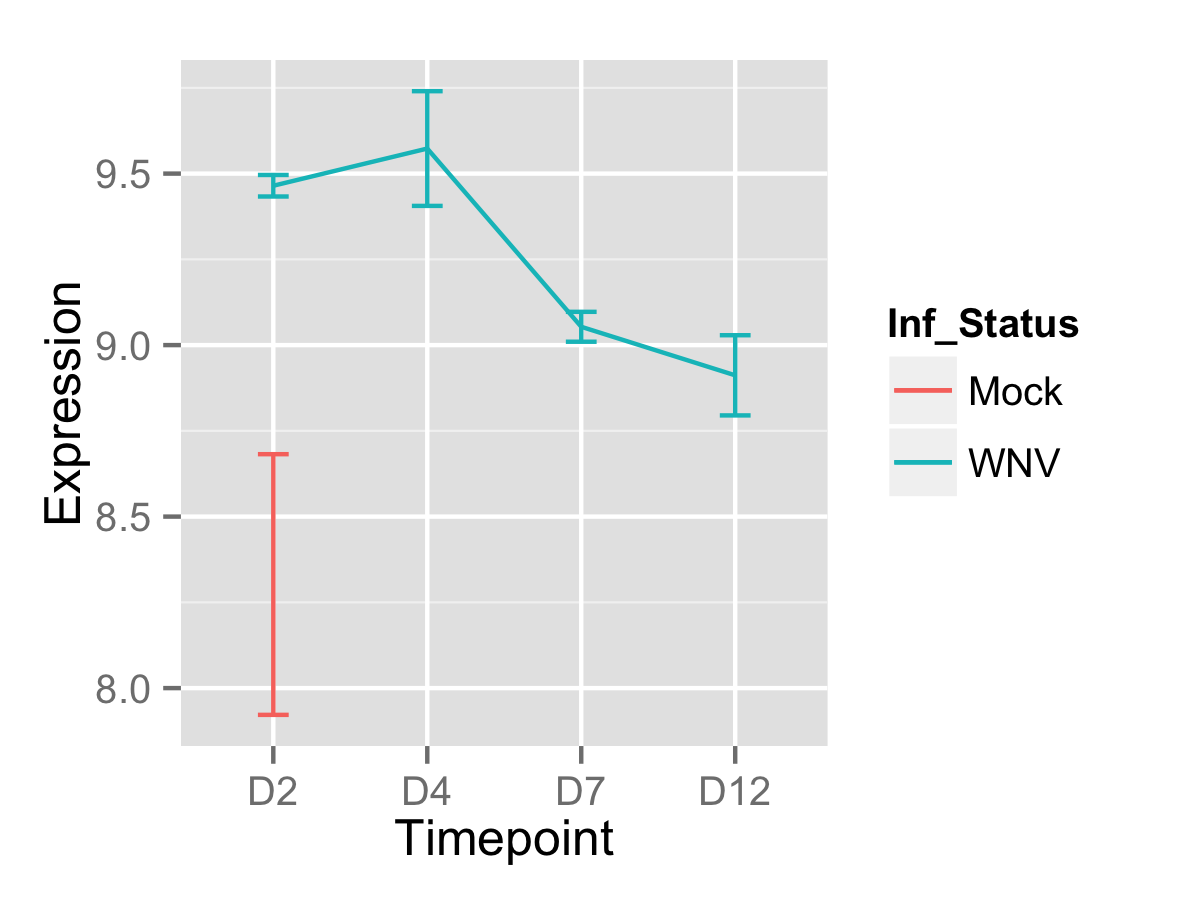 Expression
9.5
9.0
8.5
8.0
D2 D4 D7 D12
Timepoint
Inf_Status
Mock
WNV